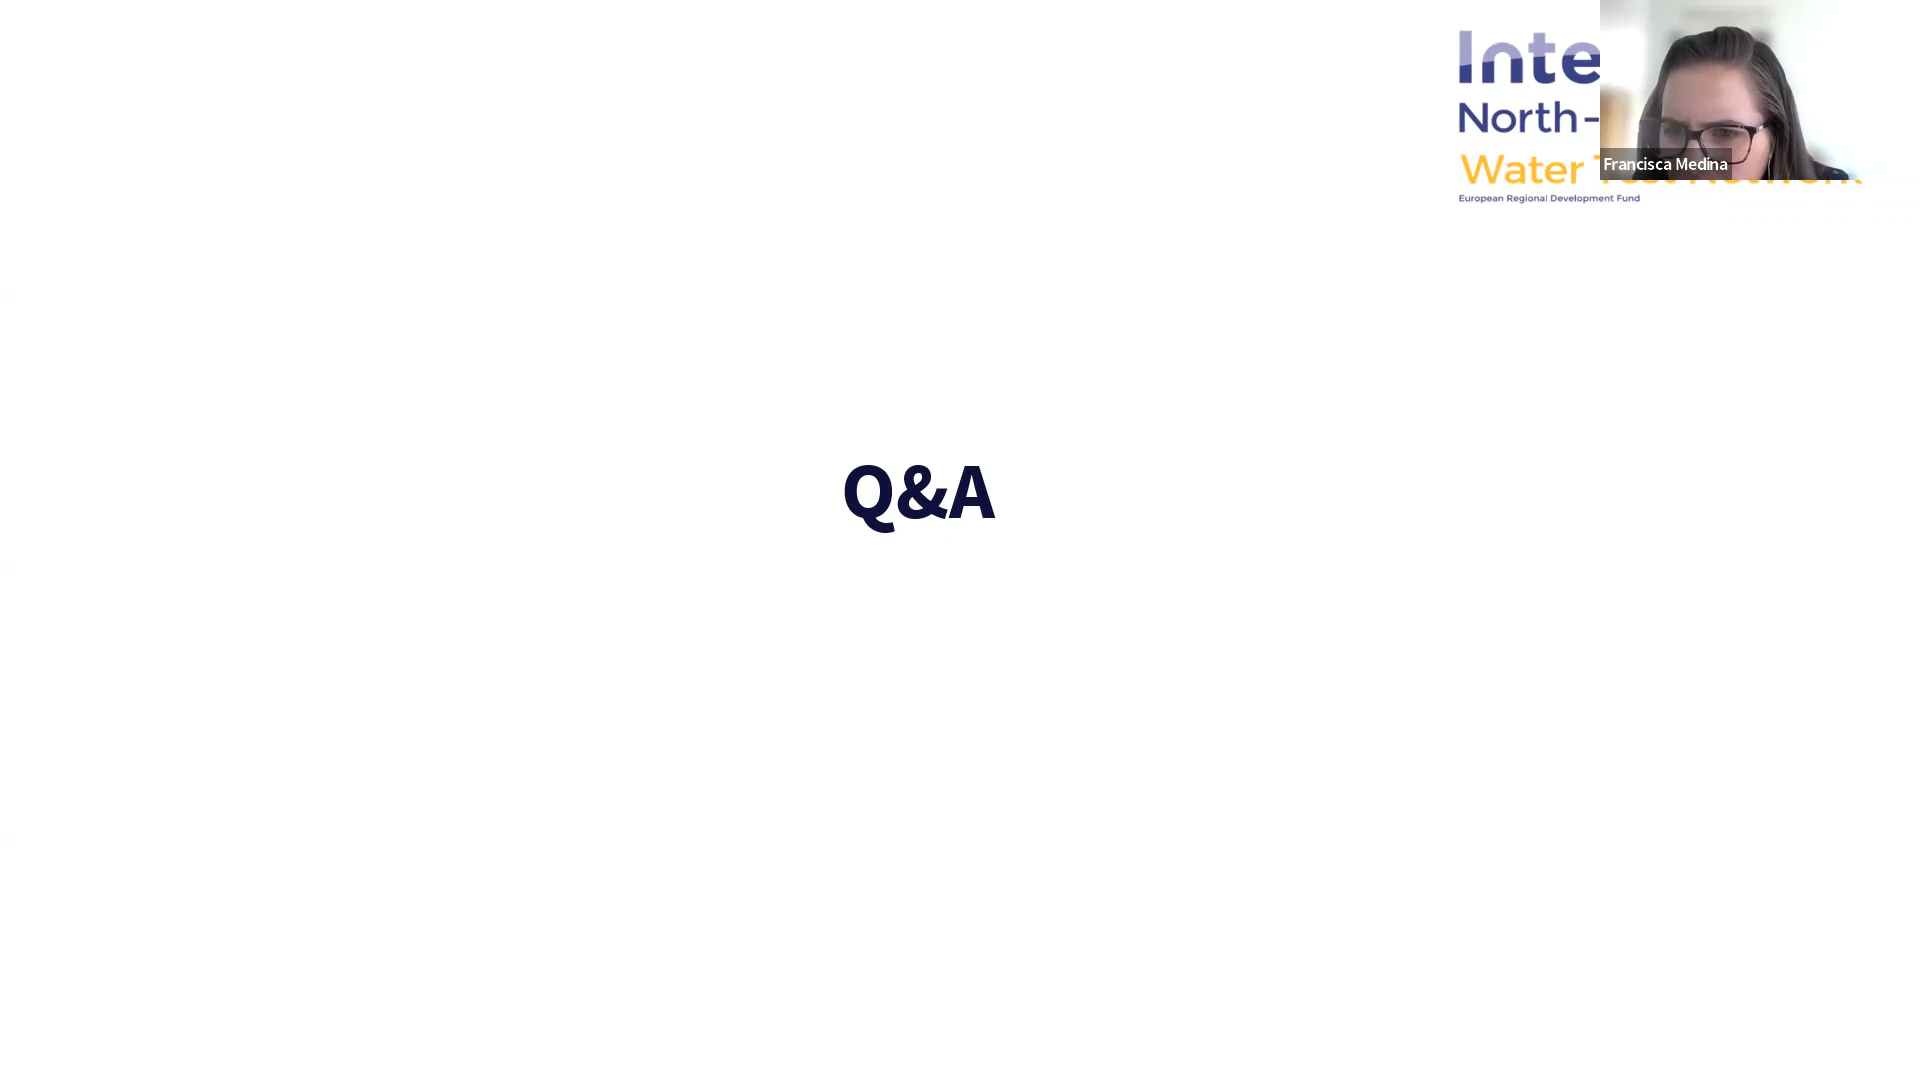 Inte
North-
Water
European Regional Development Fund
Francisca Medina
Q&A